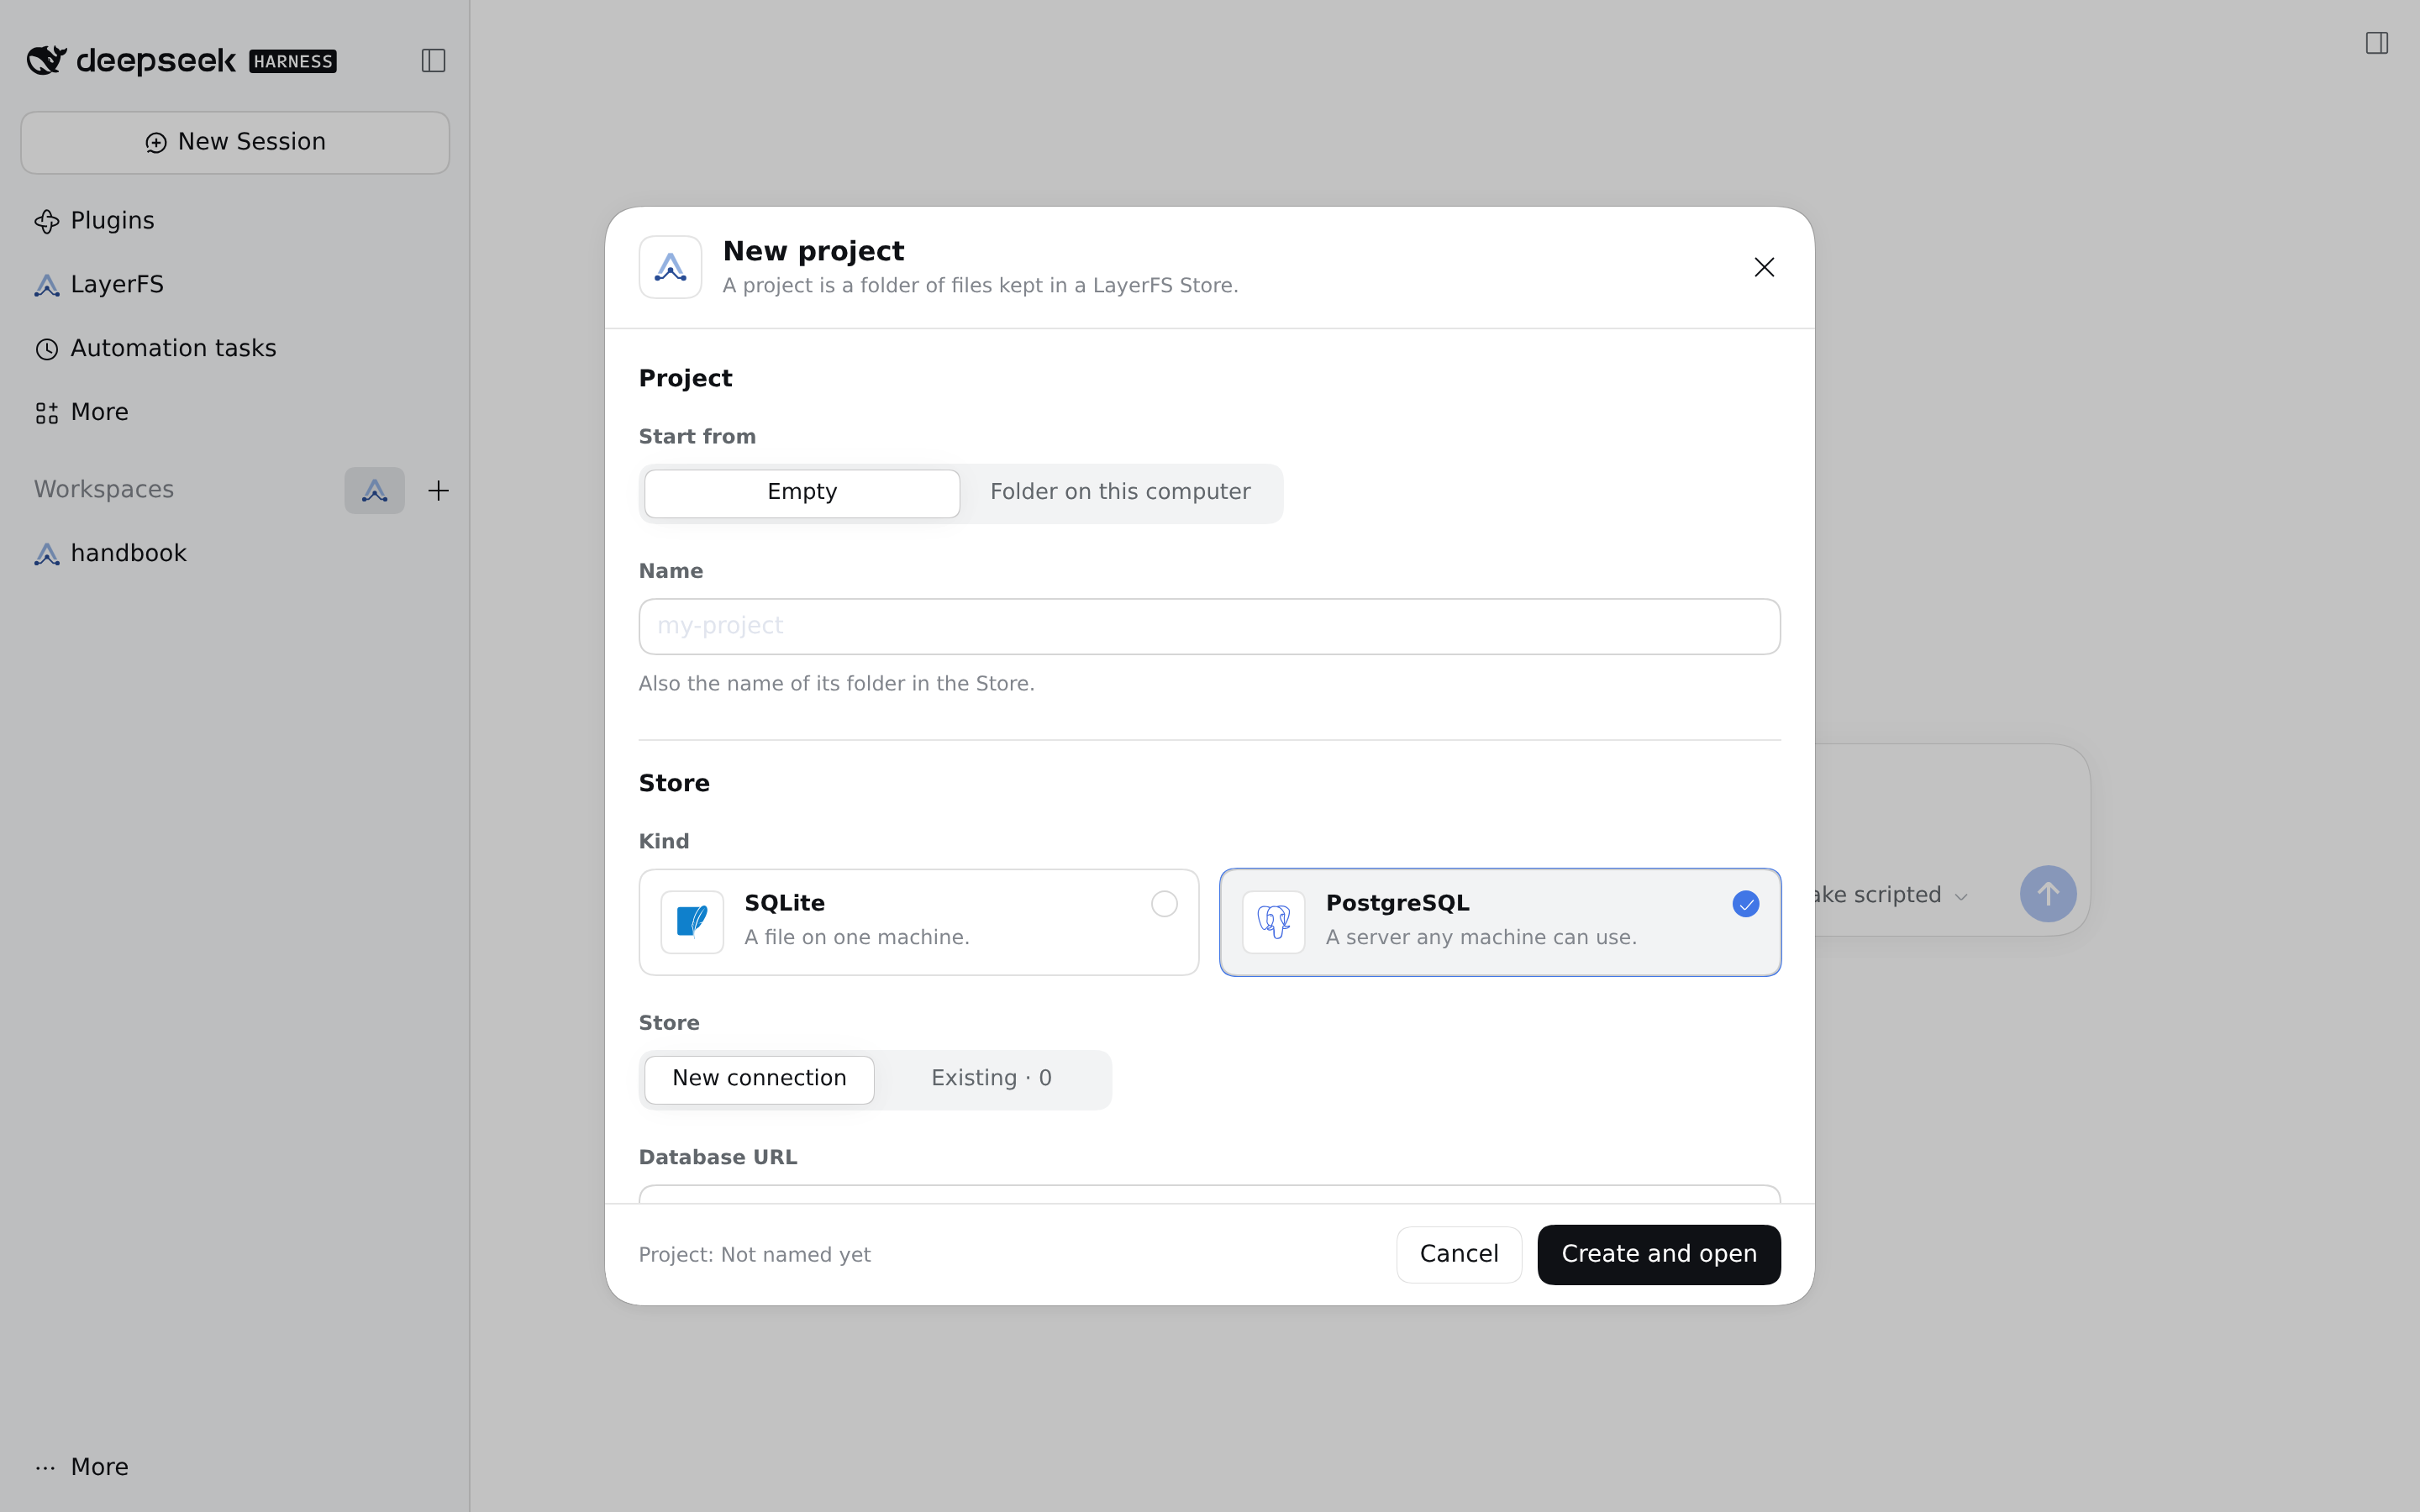 deepseek HARNESS
New Session
Plugins
LayerFS
Automation tasks
More
Workspaces
handbook
More
New project
A project is a folder of files kept in a LayerFS Store.
Project
Start from
Empty
Folder on this computer
Name
my-project
Also the name of its folder in the Store.
Store
Kind
SQLite
A file on one machine.
PostgreSQL
A server any machine can use.
Store
New connection
Existing · 0
Database URL
Project: Not named yet
Cancel
Create and open
scripted